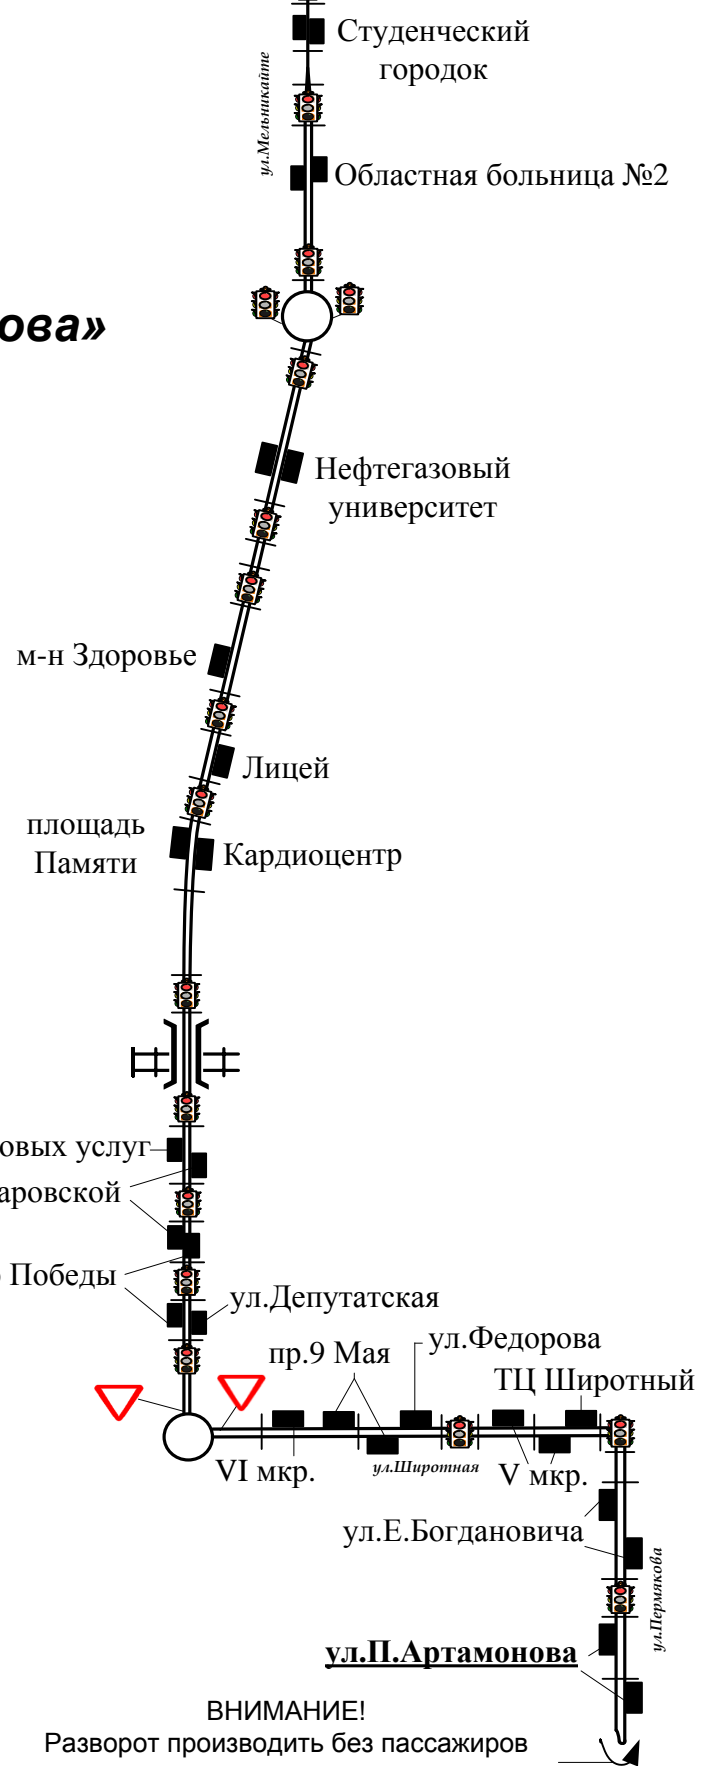 Студенческий
городок
ул.Мельникайте
Областная больница №2
ова»
Нефтегазовый
университет
м-н Здоровье
Лицей
площадь
Памяти
Кардиоцентр
овых услуг
аровской
Победы
ул.Депутатская
пр.9 Мая
ул.Федорова
ТЦ Широтный
VI мкр.
ул.Широтная
V мкр.
ул.Е.Богдановича
ул.Пермякова
ул.П.Артамонова
ВНИМАНИЕ!
Разворот производить без пассажиров